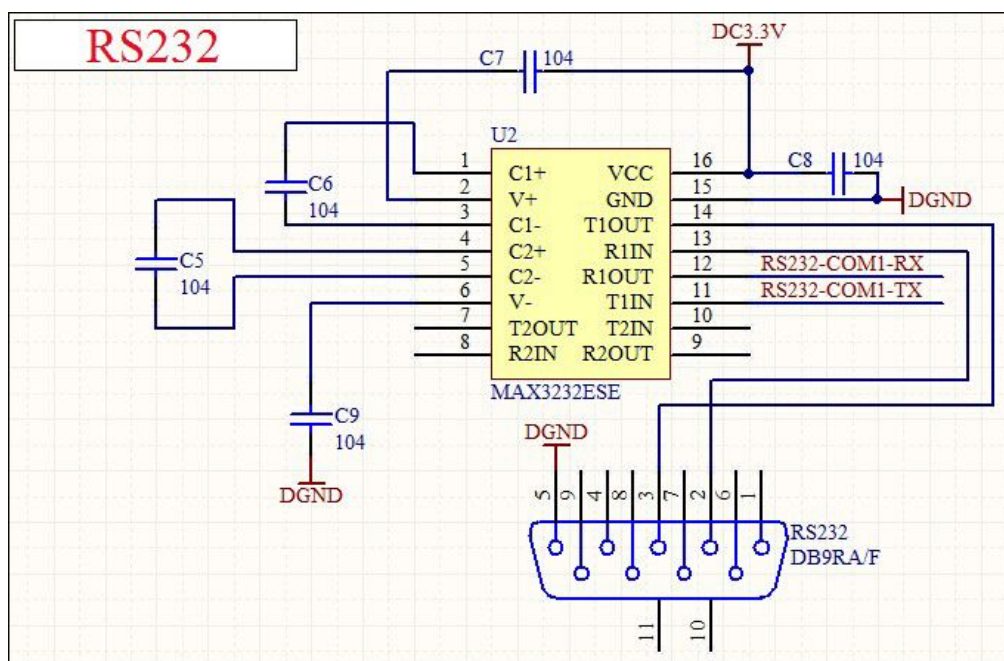 RS232
DC3.3V
C7 104
U2
1 C1+ VCC 16
2 V+ GND 15
3 C1- T1OUT 14
4 C2+ R1IN 13
5 C2- R1OUT 12
6 V- T1IN 11
7 T2OUT T2IN 10
8 R2IN R2OUT 9
C8 104
DGND
C6
104
C5
104
RS232-COM1-RX
RS232-COM1-TX
MAX3232ESE
C9
104
DGND
DGND
5 9 4 8 3 7 2 6 1
RS232
DB9RA/F
11 10